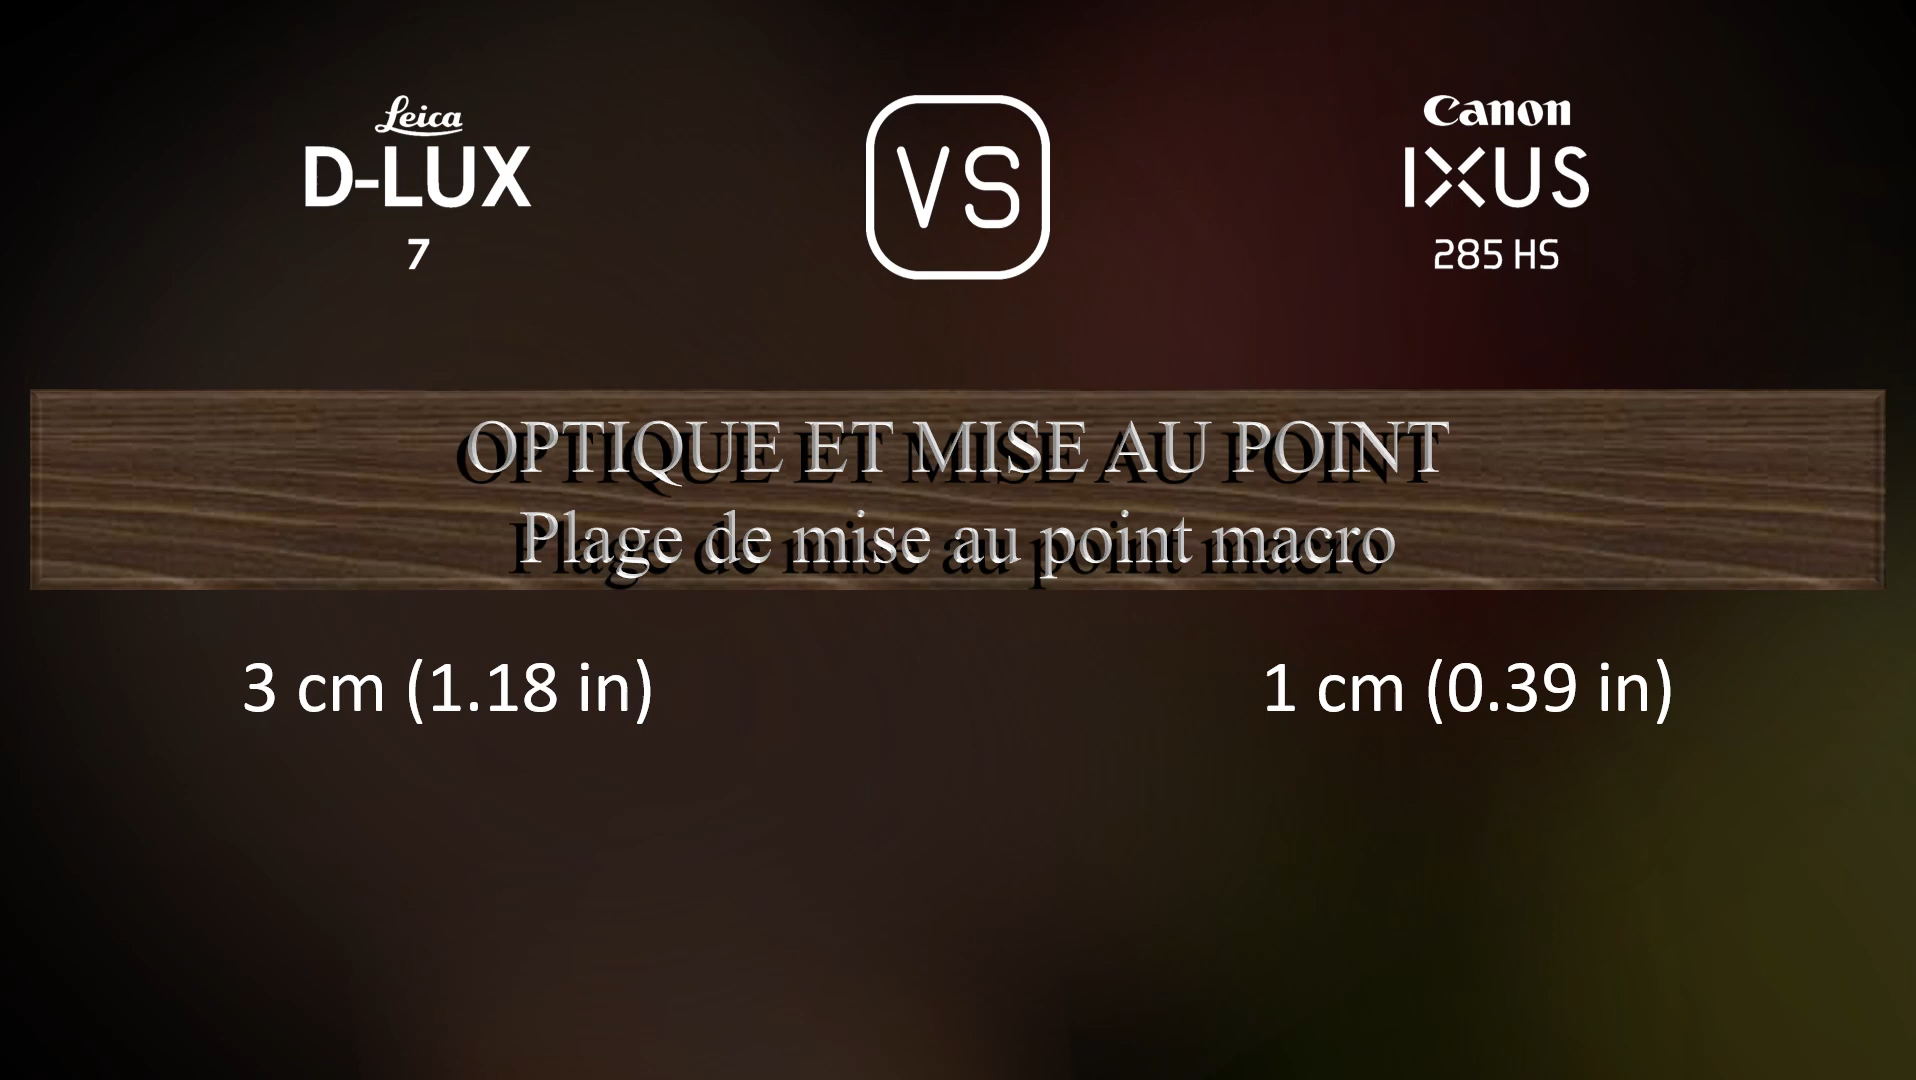 Leica
D-LUX
7
VS
Canon
IXUS
285 HS
OPTIQUE ET MISE AU POINT
Plage de mise au point macro
3 cm (1.18 in)
1 cm (0.39 in)